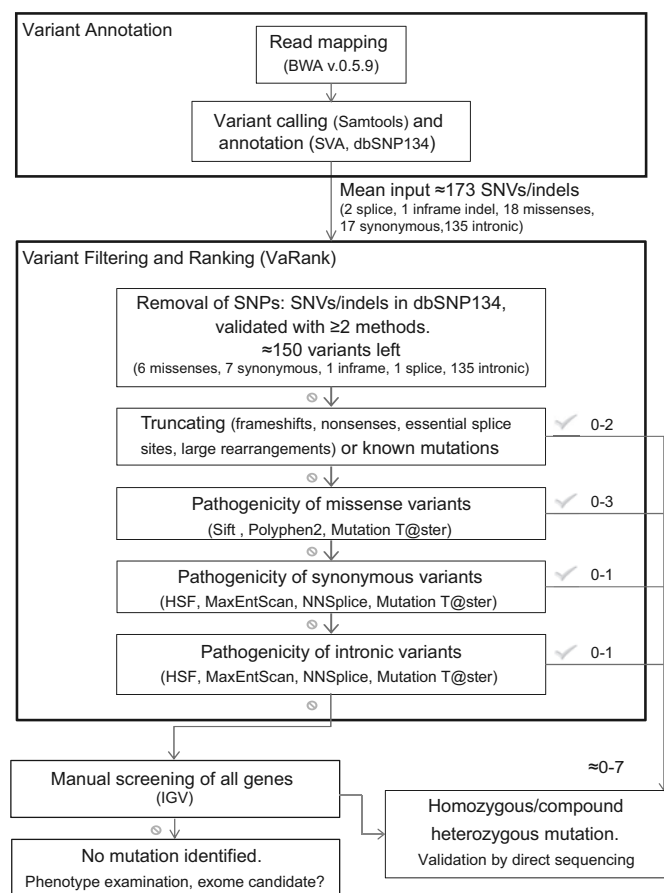 Variant Annotation
Read mapping
(BWA v.0.5.9)
Variant calling (Samtools) and
annotation (SVA, dbSNP134)
Mean input ≈173 SNVs/indels
(2 splice, 1 inframe indel, 18 missenses,
17 synonymous,135 intronic)
Variant Filtering and Ranking (VaRank)
Removal of SNPs: SNVs/indels in dbSNP134,
validated with ≥2 methods.
≈150 variants left
(6 missenses, 7 synonymous, 1 inframe, 1 splice, 135 intronic)
Truncating (frameshifts, nonsenses, essential splice
sites, large rearrangements) or known mutations
0-2
Pathogenicity of missense variants
(Sift , Polyphen2, Mutation T@ster)
0-3
Pathogenicity of synonymous variants
(HSF, MaxEntScan, NNSplice, Mutation T@ster)
0-1
Pathogenicity of intronic variants
(HSF, MaxEntScan, NNSplice, Mutation T@ster)
0-1
≈0-7
Manual screening of all genes
(IGV)
Homozygous/compound
heterozygous mutation.
Validation by direct sequencing
No mutation identified.
Phenotype examination, exome candidate?